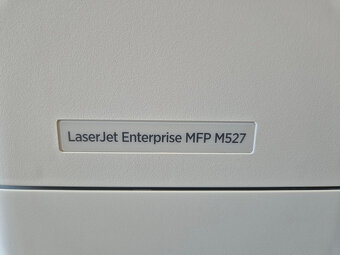 LaserJet Enterprise MFP M527